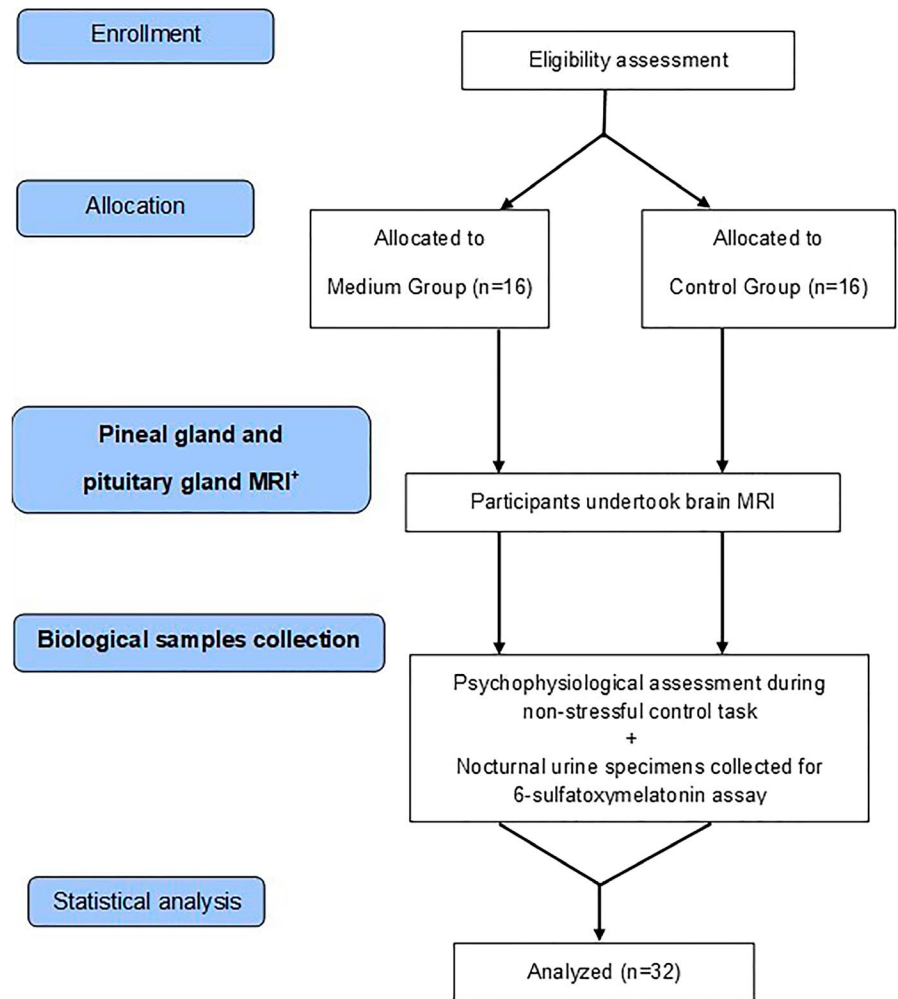 Enrollment
Eligibility assessment
Allocation
Allocated to
Medium Group (n=16)
Allocated to
Control Group (n=16)
Pineal gland and
pituitary gland MRI⁺
Participants undertook brain MRI
Biological samples collection
Psychophysiological assessment during
non-stressful control task
+
Nocturnal urine specimens collected for
6-sulfatoxymelatonin assay
Statistical analysis
Analyzed (n=32)